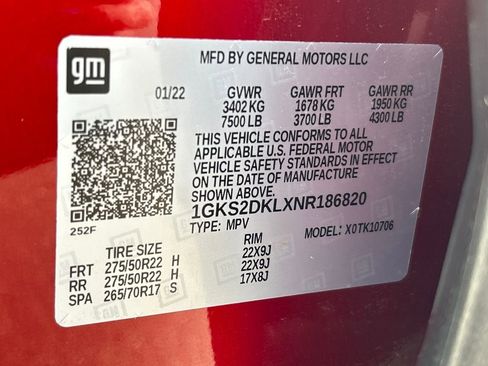 gm
MFD BY GENERAL MOTORS LLC
01/22 GVWR GAWR FRT GAWR RR
3402 KG 1678 KG 1950 KG
7500 LB 3700 LB 4300 LB
THIS VEHICLE CONFORMS TO ALL
APPLICABLE U.S. FEDERAL MOTOR
VEHICLE SAFETY STANDARDS IN EFFECT
ON THE DATE OF MANUFACTURE
SHOWN ABOVE.
1GKS2DKLXNR186820
252F TYPE: MPV MODEL: X0TK10706
TIRE SIZE RIM
FRT 275/50R22 H 22X9J
RR 275/50R22 H 22X9J
SPA 265/70R17 S 17X8J